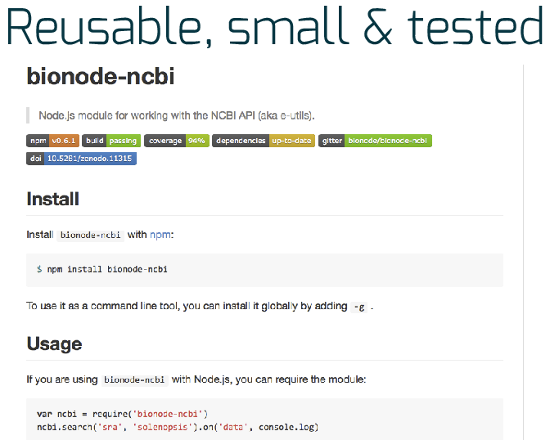 Reusable, small & tested
bionode-ncbi
Node.js module for working with the NCBI API (aka e-utils).
npm v0.6.1 build passing coverage 94% dependencies up-to-date gitter bionode/bionode-ncbi
doi 10.5281/zenodo.11315
Install
Install bionode-ncbi with npm:
$ npm install bionode-ncbi
To use it as a command line tool, you can install it globally by adding -g .
Usage
If you are using bionode-ncbi with Node.js, you can require the module:
var ncbi = require('bionode-ncbi')
ncbi.search('sra', 'solenopsis').on('data', console.log)